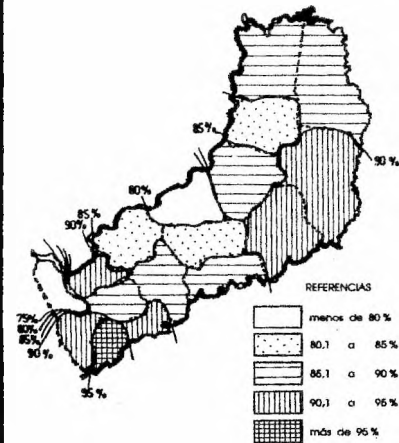 85%
90%
80%
85%
90%
75%
80%
85%
90%
95%
REFERENCIAS
menos de 80%
80,1 a 85%
85,1 a 90%
90,1 a 95%
más de 95%